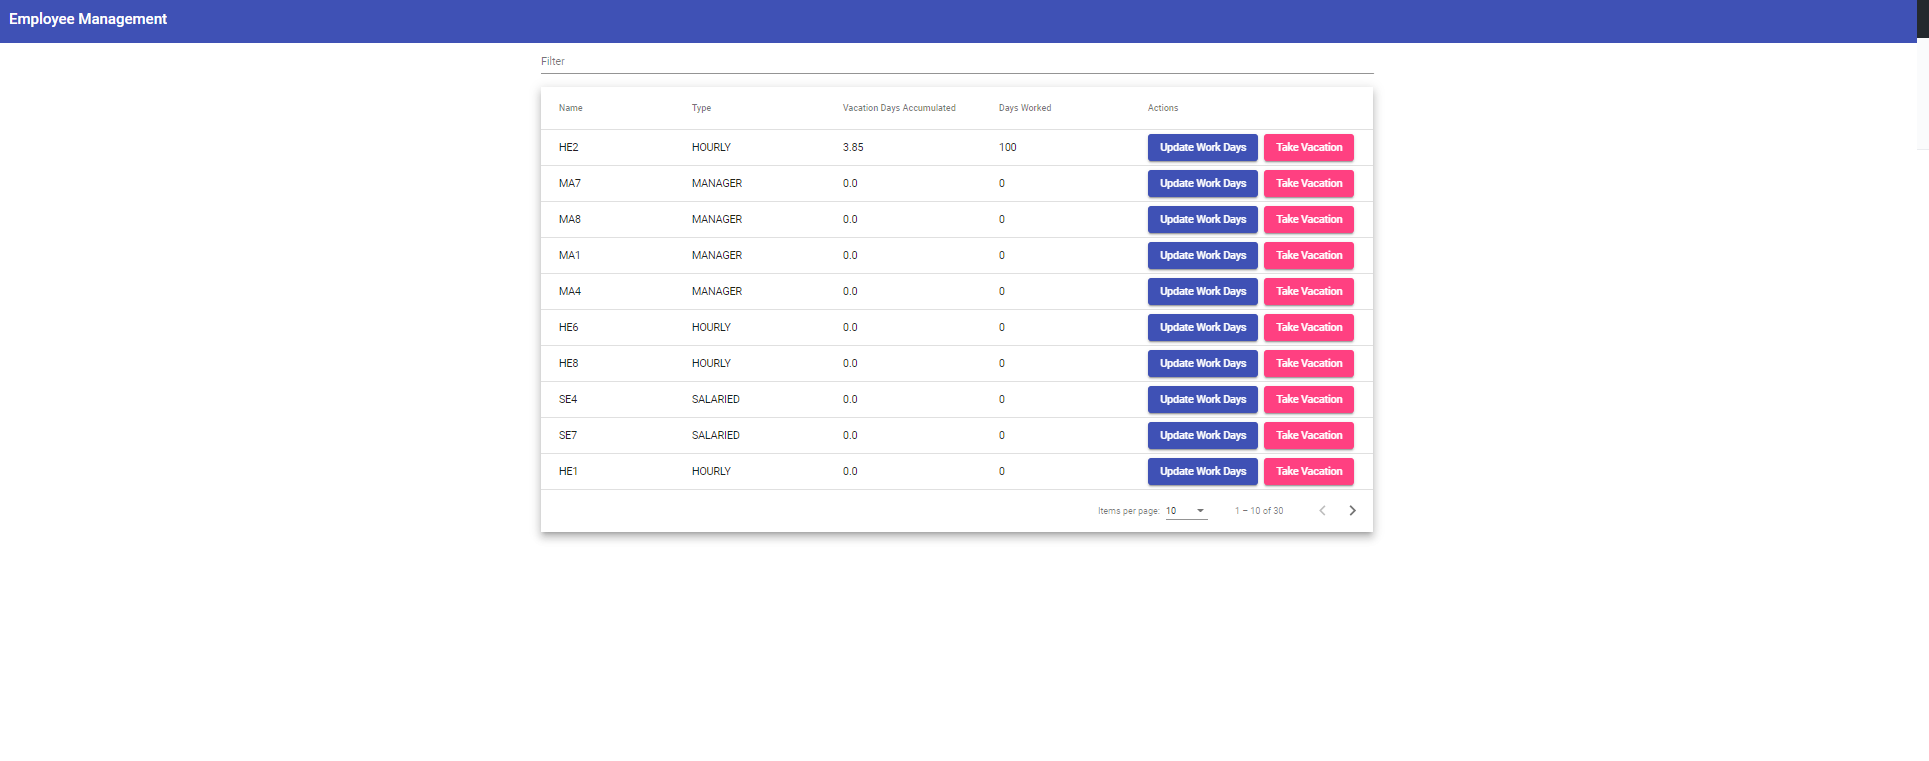 Employee Management
Filter
Name Type Vacation Days Accumulated Days Worked Actions
HE2 HOURLY 3.85 100 Update Work Days Take Vacation
MA7 MANAGER 0.0 0 Update Work Days Take Vacation
MA8 MANAGER 0.0 0 Update Work Days Take Vacation
MA1 MANAGER 0.0 0 Update Work Days Take Vacation
MA4 MANAGER 0.0 0 Update Work Days Take Vacation
HE6 HOURLY 0.0 0 Update Work Days Take Vacation
HE8 HOURLY 0.0 0 Update Work Days Take Vacation
SE4 SALARIED 0.0 0 Update Work Days Take Vacation
SE7 SALARIED 0.0 0 Update Work Days Take Vacation
HE1 HOURLY 0.0 0 Update Work Days Take Vacation
Items per page: 10 1 – 10 of 30